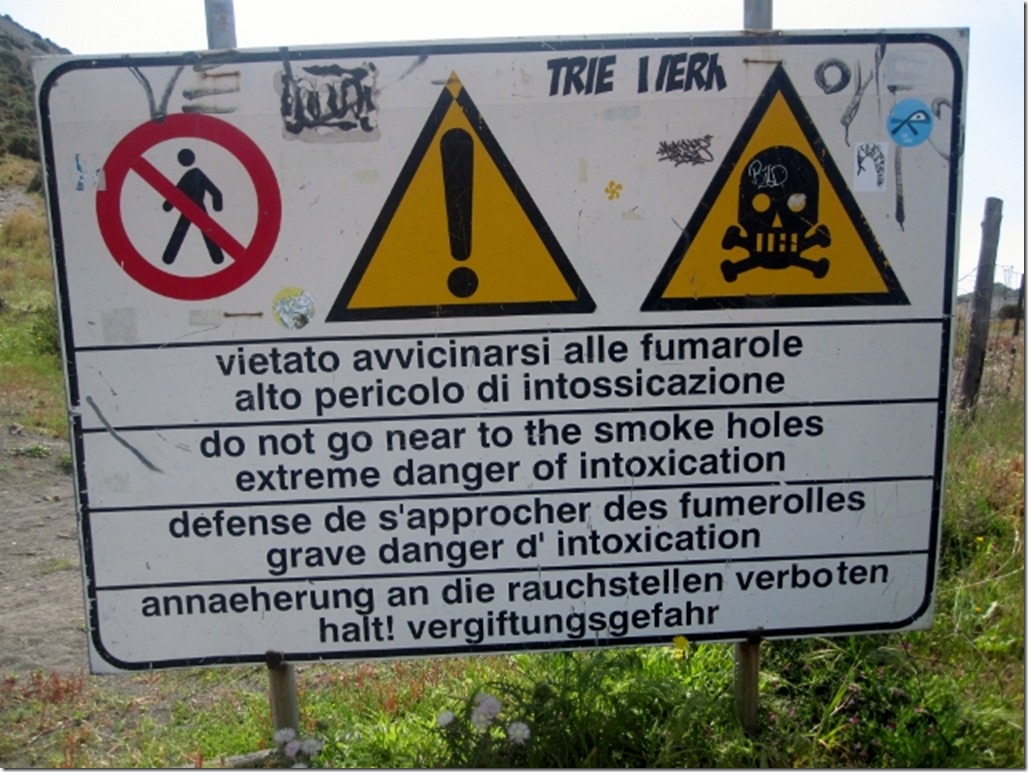 TRIE
vietato avvicinarsi alle fumarole
alto pericolo di intossicazione
do not go near to the smoke holes
extreme danger of intoxication
defense de s'approcher des fumerolles
grave danger d' intoxication
annaeherung an die rauchstellen verboten
halt! vergiftungsgefahr